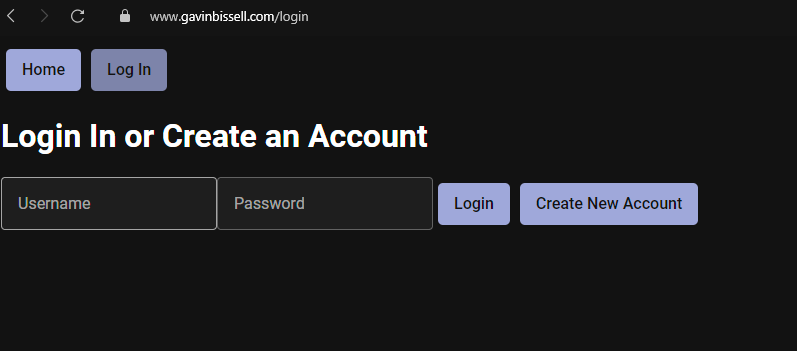 www.gavinbissell.com/login
Home Log In
Login In or Create an Account
Username Password Login Create New Account